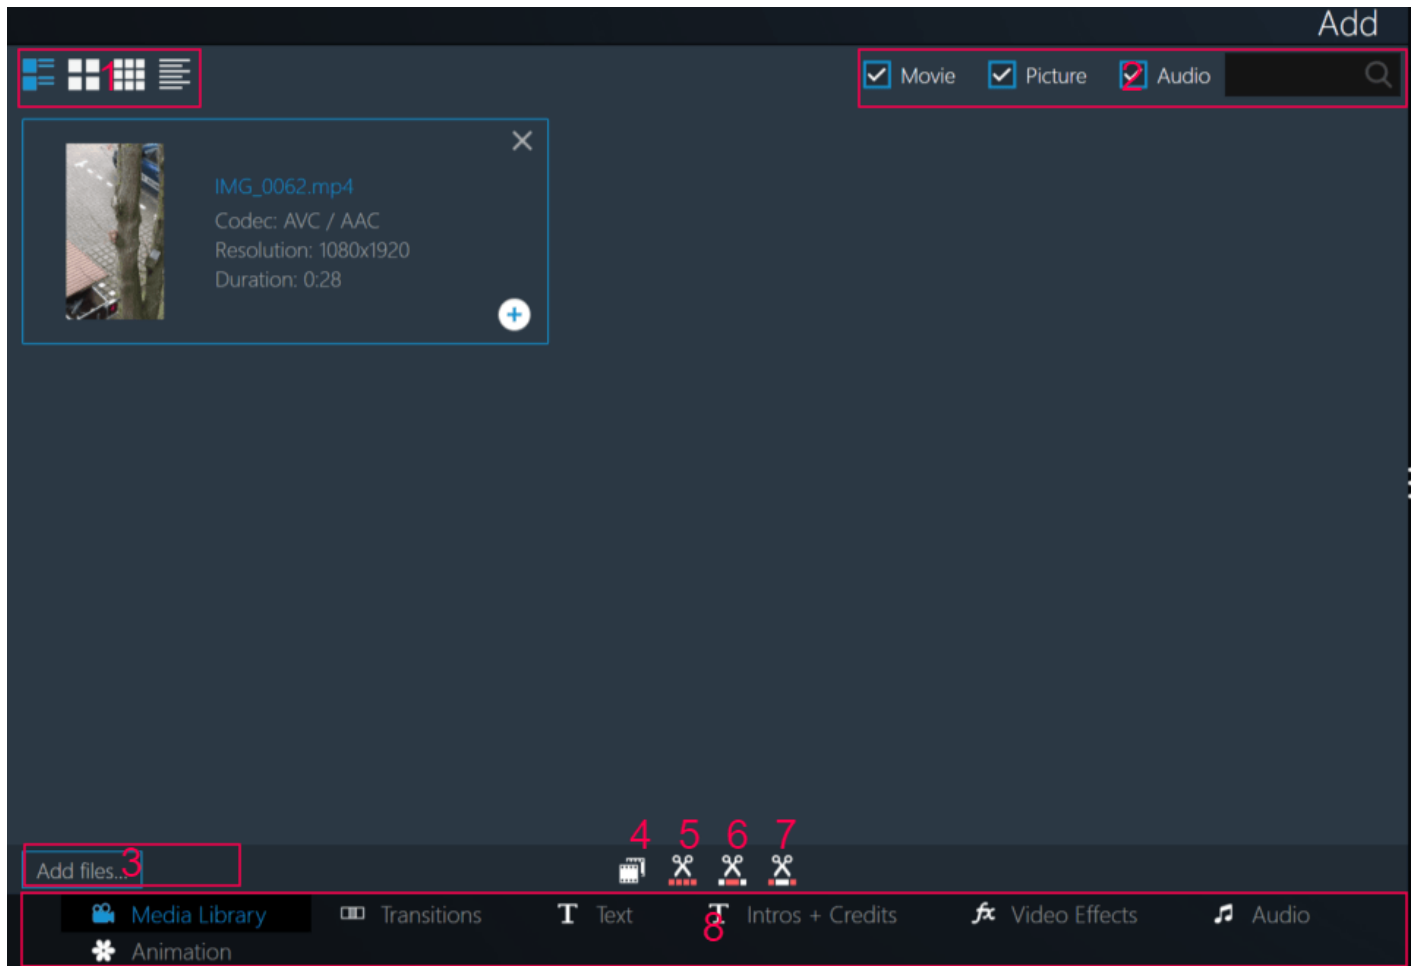 Add
1
Movie Picture 2 Audio
IMG_0062.mp4
Codec: AVC / AAC
Resolution: 1080x1920
Duration: 0:28
4 5 6 7
Add files... 3
Media Library Transitions T Text T Intros + Credits fx Video Effects Audio
8
Animation